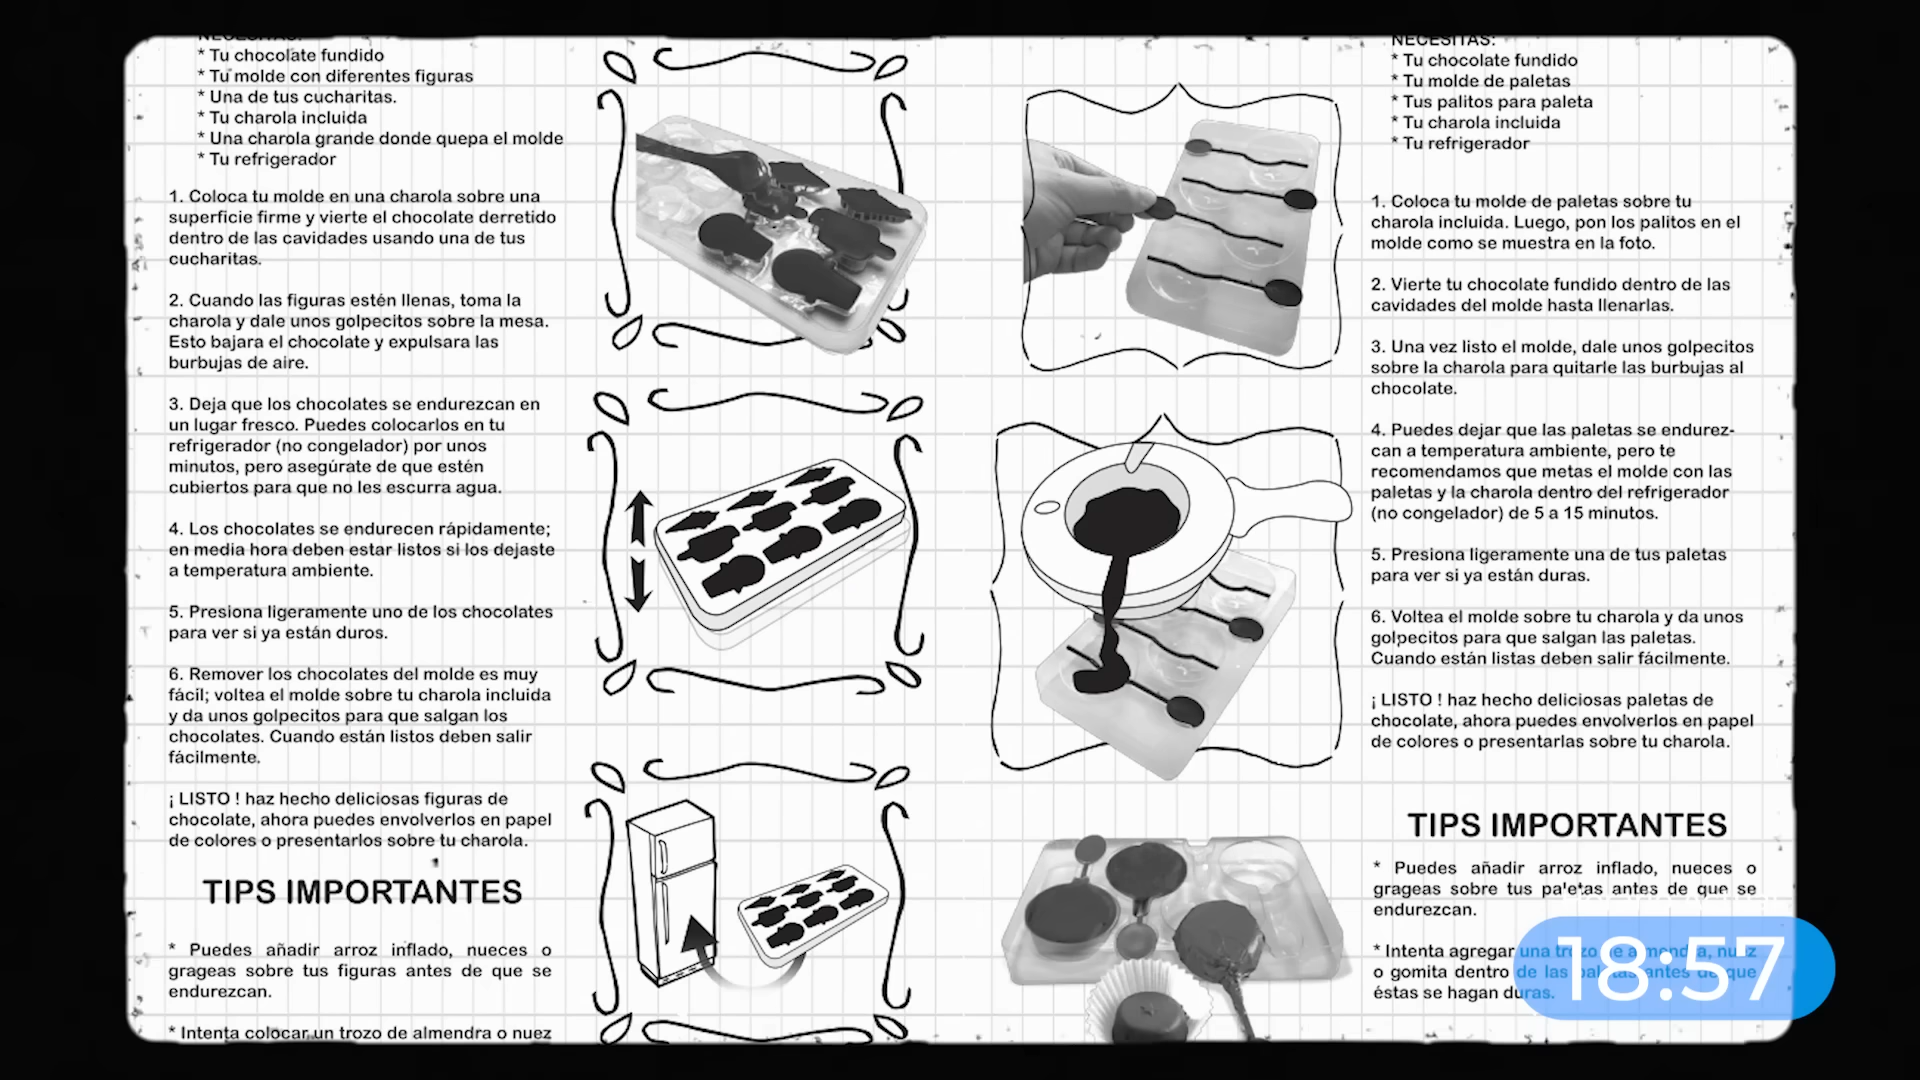 NECESITAS:
* Tu chocolate fundido
* Tu molde con diferentes figuras
* Una de tus cucharitas.
* Tu charola incluida
* Una charola grande donde quepa el molde
* Tu refrigerador
1. Coloca tu molde en una charola sobre una
superficie firme y vierte el chocolate derretido
dentro de las cavidades usando una de tus
cucharitas.
2. Cuando las figuras estén llenas, toma la
charola y dale unos golpecitos sobre la mesa.
Esto bajara el chocolate y expulsara las
burbujas de aire.
3. Deja que los chocolates se endurezcan en
un lugar fresco. Puedes colocarlos en tu
refrigerador (no congelador) por unos
minutos, pero asegúrate de que estén
cubiertos para que no les escurra agua.
4. Los chocolates se endurecen rápidamente;
en media hora deben estar listos si los dejaste
a temperatura ambiente.
5. Presiona ligeramente uno de los chocolates
para ver si ya están duros.
6. Remover los chocolates del molde es muy
fácil; voltea el molde sobre tu charola incluida
y da unos golpecitos para que salgan los
chocolates. Cuando están listos deben salir
fácilmente.
¡ LISTO ! haz hecho deliciosas figuras de
chocolate, ahora puedes envolverlos en papel
de colores o presentarlos sobre tu charola.
TIPS IMPORTANTES
* Puedes añadir arroz inflado, nueces o
grageas sobre tus figuras antes de que se
endurezcan.
* Intenta colocar un trozo de almendra o nuez
NECESITAS:
* Tu chocolate fundido
* Tu molde de paletas
* Tus palitos para paleta
* Tu charola incluida
* Tu refrigerador
1. Coloca tu molde de paletas sobre tu
charola incluida. Luego, pon los palitos en el
molde como se muestra en la foto.
2. Vierte tu chocolate fundido dentro de las
cavidades del molde hasta llenarlas.
3. Una vez listo el molde, dale unos golpecitos
sobre la charola para quitarle las burbujas al
chocolate.
4. Puedes dejar que las paletas se endurez-
can a temperatura ambiente, pero te
recomendamos que metas el molde con las
paletas y la charola dentro del refrigerador
(no congelador) de 5 a 15 minutos.
5. Presiona ligeramente una de tus paletas
para ver si ya están duras.
6. Voltea el molde sobre tu charola y da unos
golpecitos para que salgan las paletas.
Cuando están listas deben salir fácilmente.
¡ LISTO ! haz hecho deliciosas paletas de
chocolate, ahora puedes envolverlos en papel
de colores o presentarlas sobre tu charola.
TIPS IMPORTANTES
* Puedes añadir arroz inflado, nueces o
grageas sobre tus paletas antes de que se
endurezcan.
* Intenta agregar una trozo de almendra, nuez
o gomita dentro de las paletas antes de que
éstas se hagan duras.
18:57